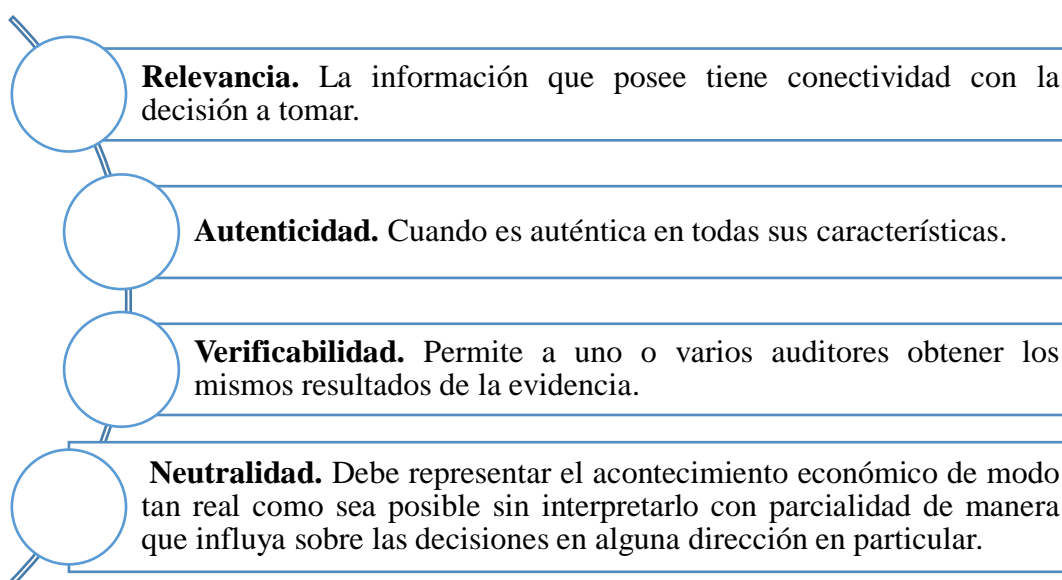 Relevancia. La información que posee tiene conectividad con la
decisión a tomar.
Autenticidad. Cuando es auténtica en todas sus características.
Verificabilidad. Permite a uno o varios auditores obtener los
mismos resultados de la evidencia.
Neutralidad. Debe representar el acontecimiento económico de modo
tan real como sea posible sin interpretarlo con parcialidad de manera
que influya sobre las decisiones en alguna dirección en particular.